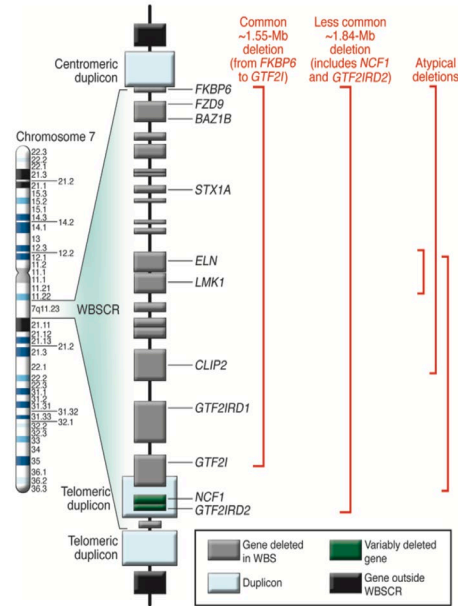 Common
~1.55-Mb
deletion
(from FKBP6
to GTF2I)
Less common
~1.84-Mb
deletion
(includes NCF1
and GTF2IRD2)
Atypical
deletions
Centromeric
duplicon
FKBP6
FZD9
BAZ1B
STX1A
ELN
LMK1
CLIP2
GTF2IRD1
GTF2I
NCF1
GTF2IRD2
Chromosome 7
22.3
22.2
22.1
21.3
21.2
21.1
15.3
15.2
15.1
14.3
14.2
14.1
13
12.3
12.2
12.1
11.2
11.1
11.1
11.21
11.22
7q11.23
WBSCR
21.11
21.12
21.13
21.2
21.3
22.1
22.2
22.3
31.1
31.2
31.31
31.32
31.33
32.1
32.2
32.3
33
34
35
36.1
36.2
36.3
Telomeric
duplicon
Telomeric
duplicon
Gene deleted
in WBS
Variably deleted
gene
Duplicon
Gene outside
WBSCR